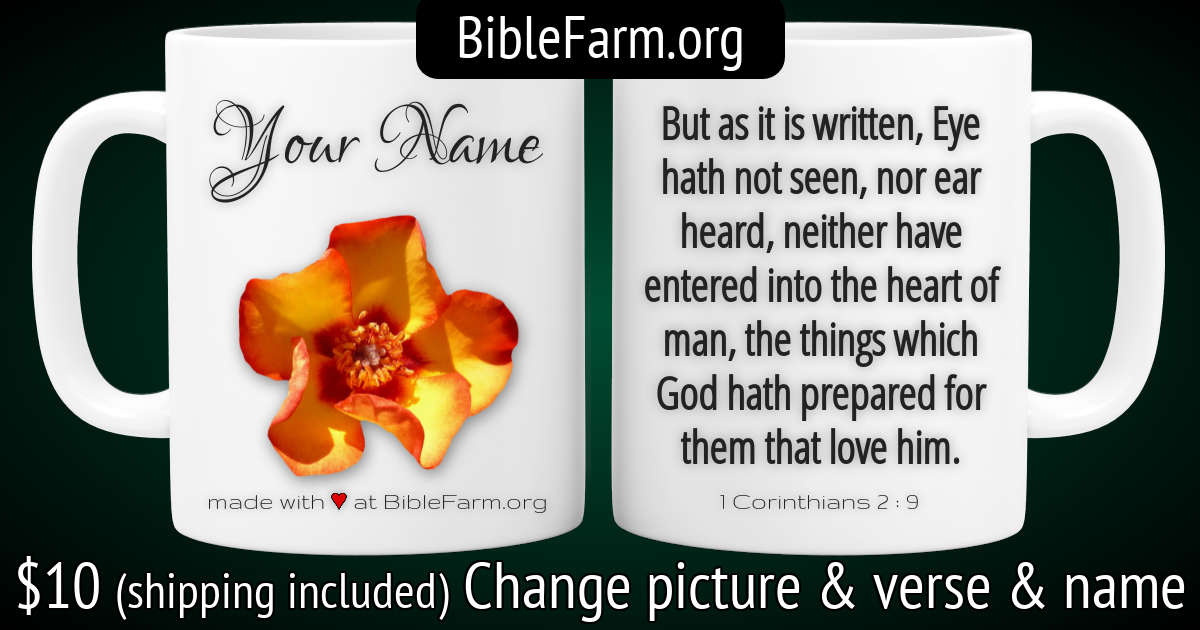 BibleFarm.org
Your Name
made with ♥ at BibleFarm.org
But as it is written, Eye
hath not seen, nor ear
heard, neither have
entered into the heart of
man, the things which
God hath prepared for
them that love him.
1 Corinthians 2 : 9
$10 (shipping included) Change picture & verse & name